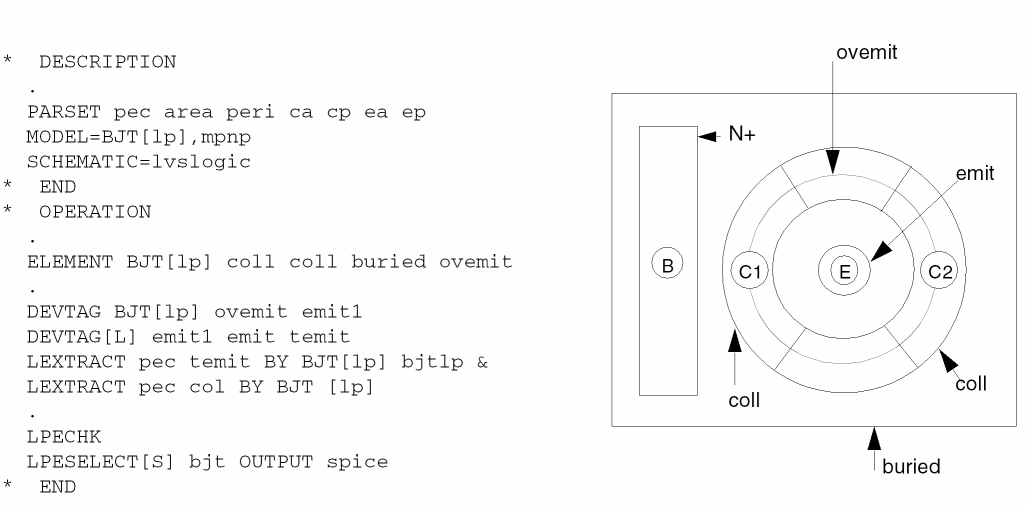 * DESCRIPTION
.
PARSET pec area peri ca cp ea ep
MODEL=BJT[lp],mpnp
SCHEMATIC=lvslogic
* END
* OPERATION
.
ELEMENT BJT[lp] coll coll buried ovemit
.
DEVTAG BJT[lp] ovemit emit1
DEVTAG[L] emit1 emit temit
LEXTRACT pec temit BY BJT[lp] bjtlp &
LEXTRACT pec col BY BJT [lp]
.
LPECHK
LPESELECT[S] bjt OUTPUT spice
* END
ovemit
N+
emit
B
C1
E
C2
coll
coll
buried